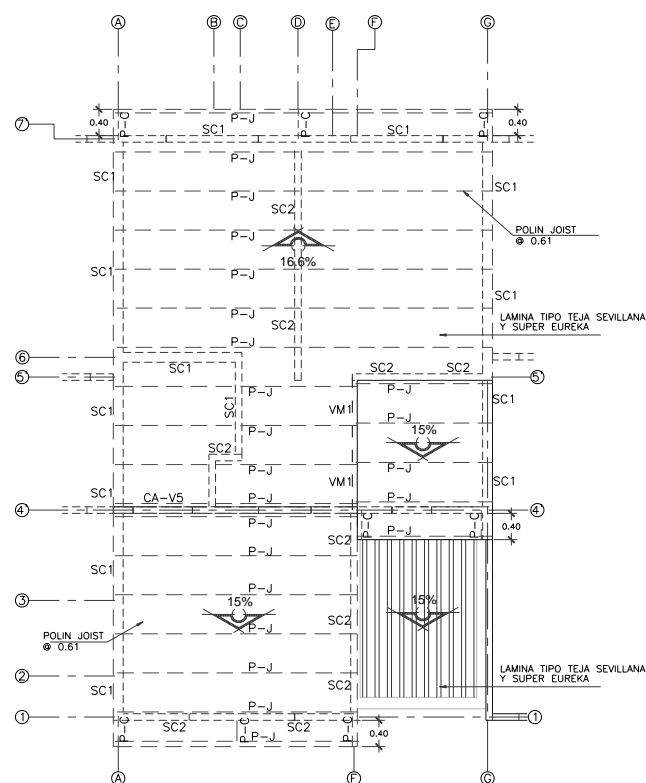 A
B
C
D
E
F
G
0.40
P-C
P-J
P-C
P-C
0.40
7
SC1
SC1
P-J
SC1
P-J
SC1
SC2
P-J
POLIN JOIST
@ 0.61
16.6%
P-J
SC1
SC1
P-J
SC2
LAMINA TIPO TEJA SEVILLANA
Y SUPER EUREKA
P-J
6
SC1
SC2
SC2
5
5
P-J
P-J
SC1
SC1
SC1
VM1
P-J
P-J
15%
SC2
P-J
VM1
SC1
SC1
CA-V5
P-J
P-J
4
4
P-J
P-C
P-J
P-C
0.40
SC2
P-J
SC1
P-J
3
15%
15%
SC2
P-J
POLIN JOIST
@ 0.61
P-J
2
SC1
SC2
LAMINA TIPO TEJA SEVILLANA
Y SUPER EUREKA
P-J
1
1
P-C
SC2
P-C
SC2
P-C
P-J
0.40
A
F
G